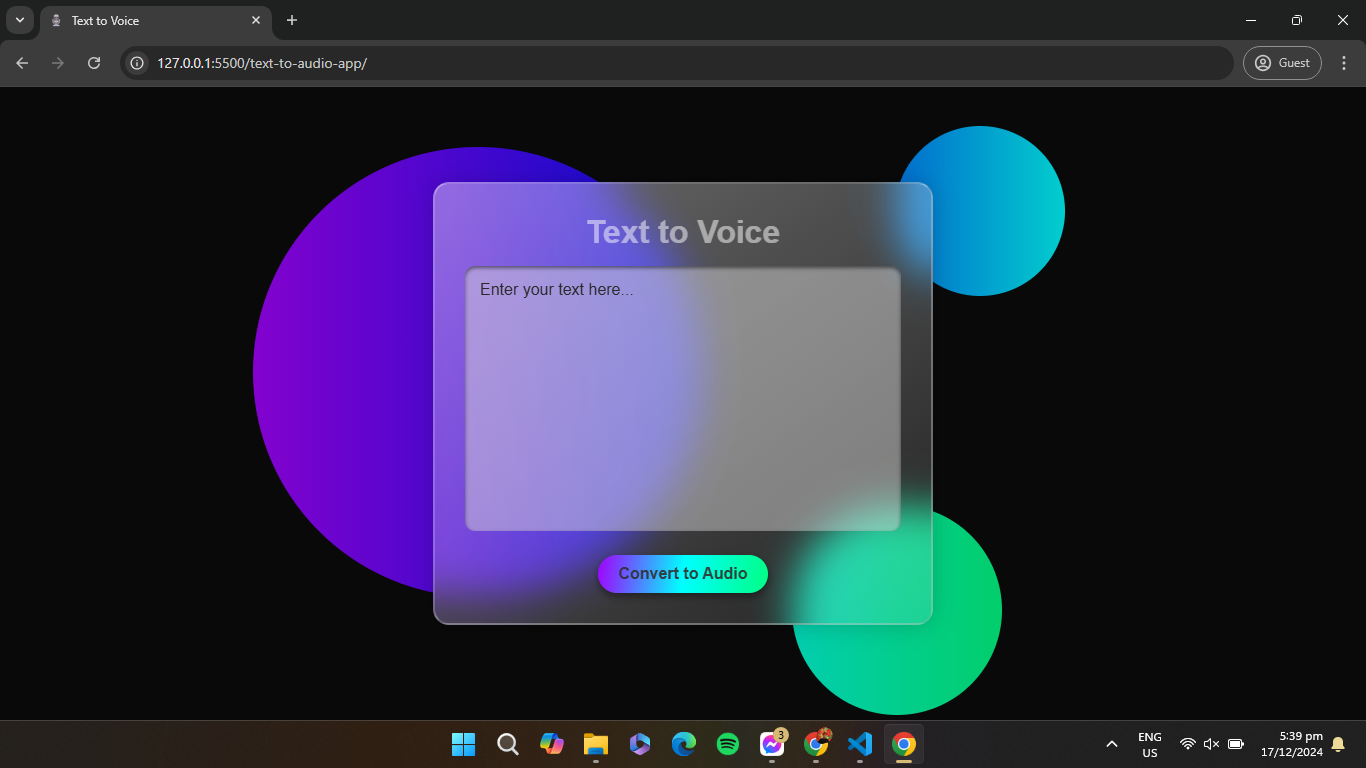 Text to Voice
127.0.0.1:5500/text-to-audio-app/
Guest
Text to Voice
Enter your text here...
Convert to Audio
3
ENG
US
5:39 pm
17/12/2024